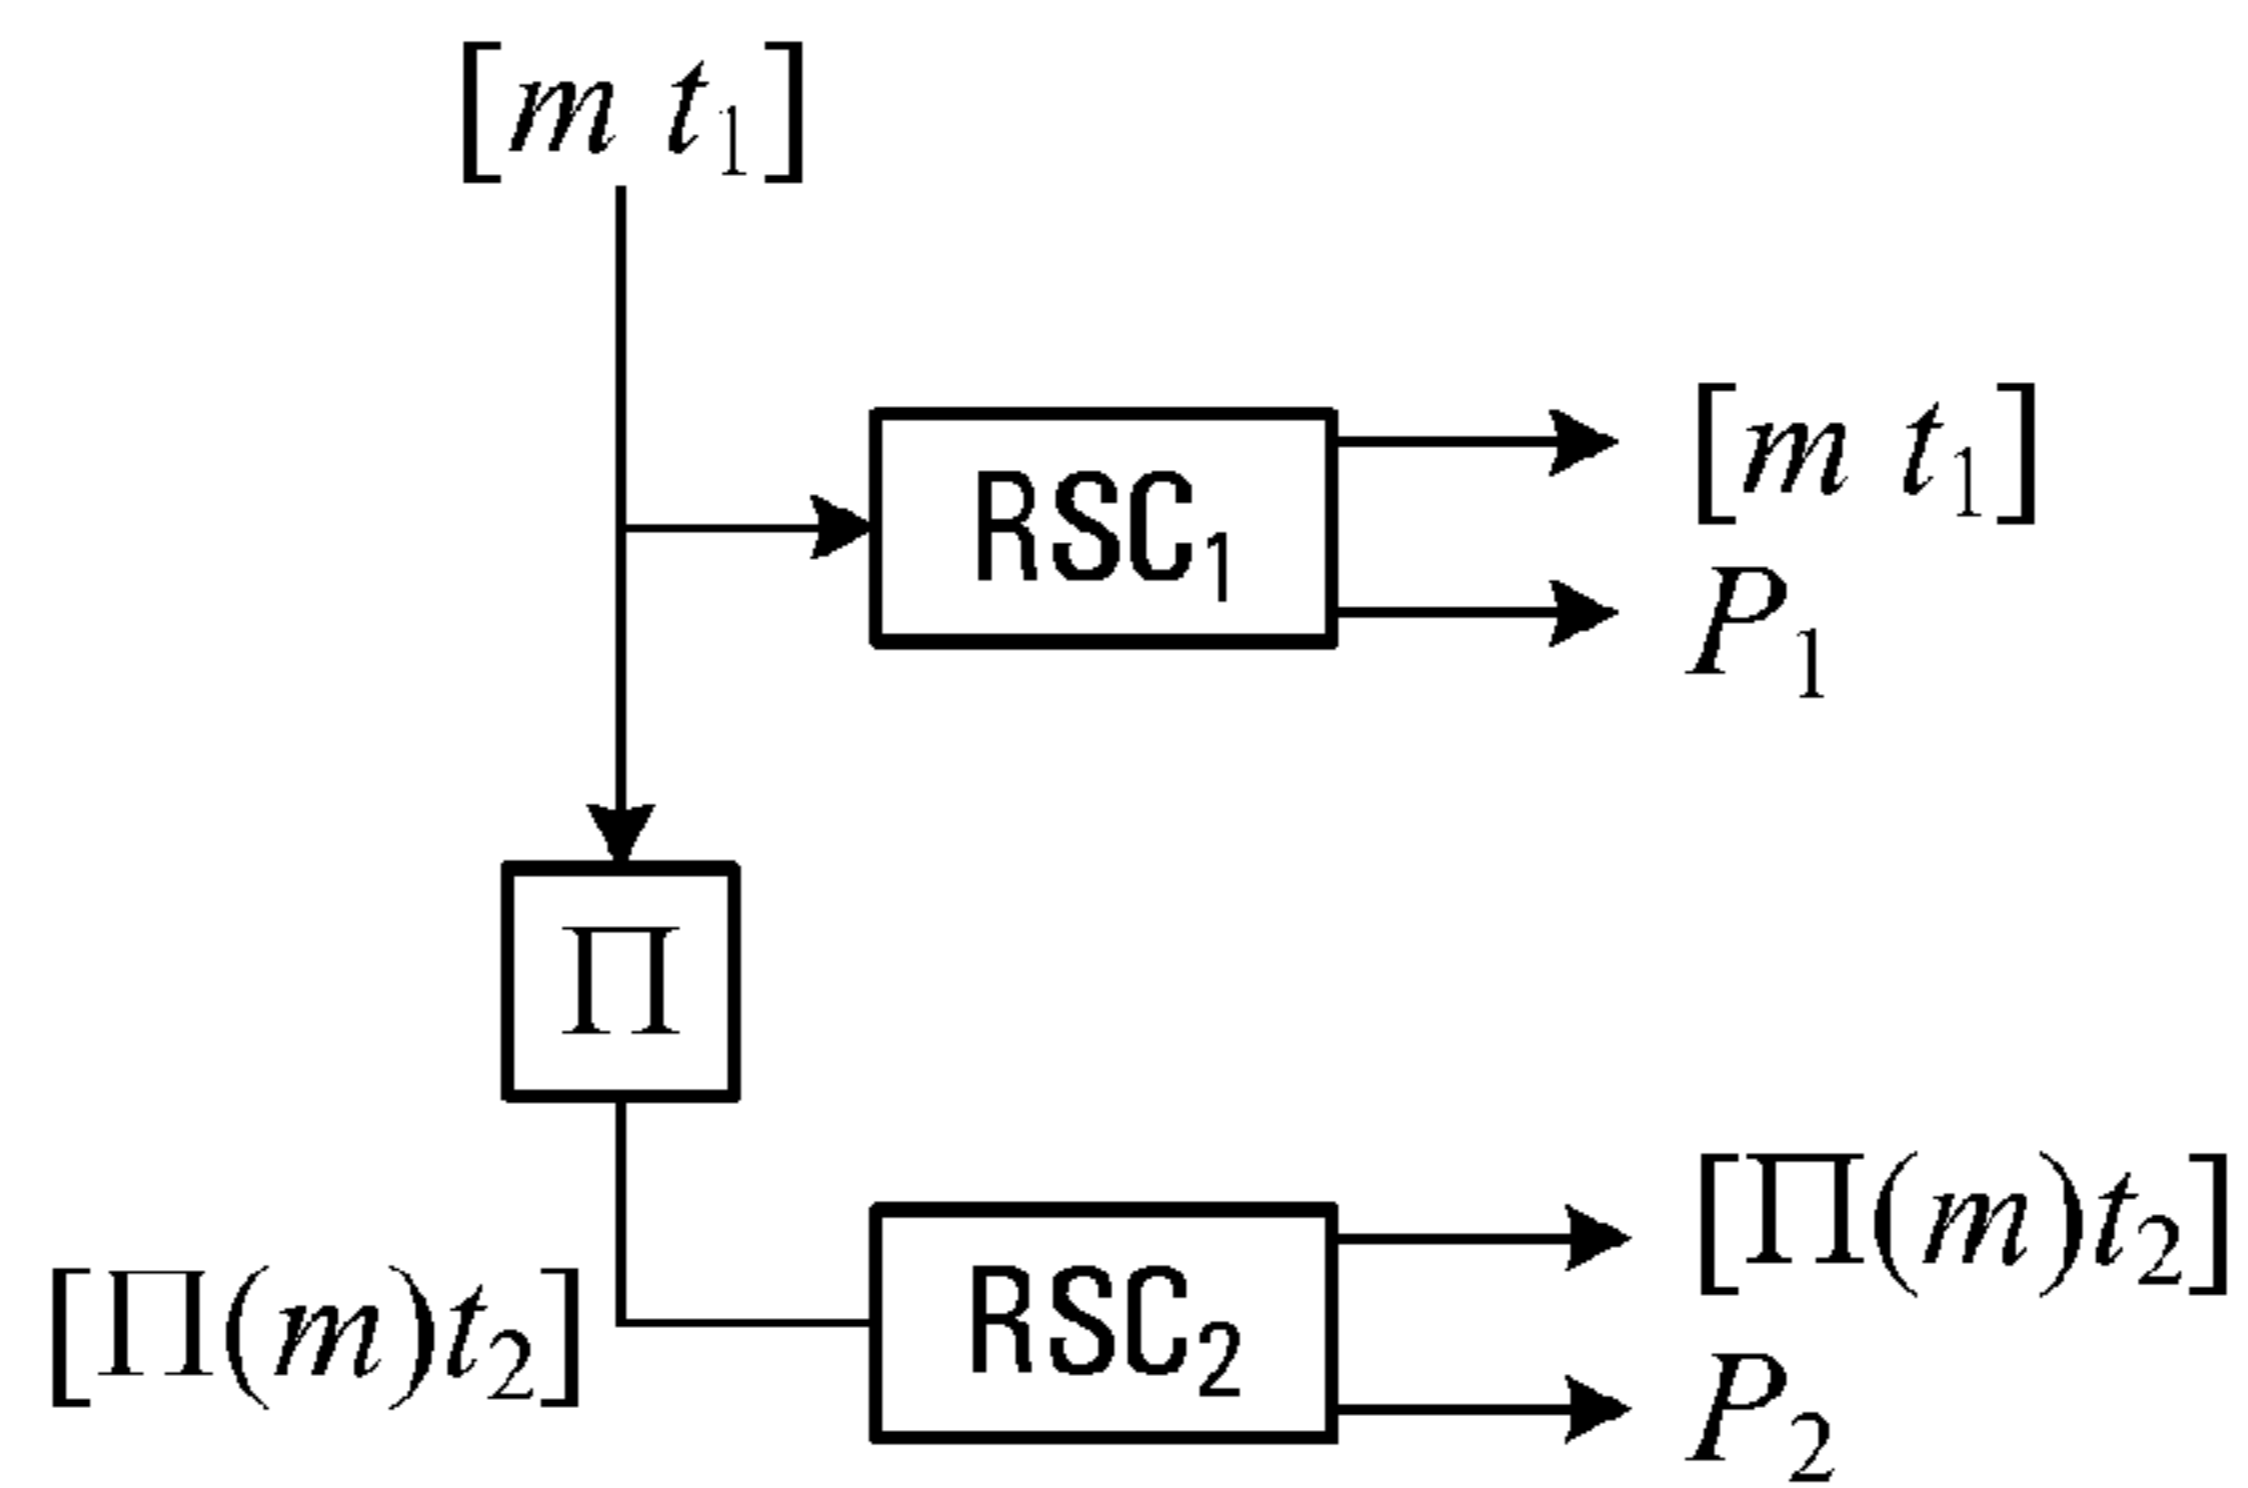 [m t₁]
RSC₁
[m t₁]
P₁
Π
[Π(m)t₂]
RSC₂
[Π(m)t₂]
P₂